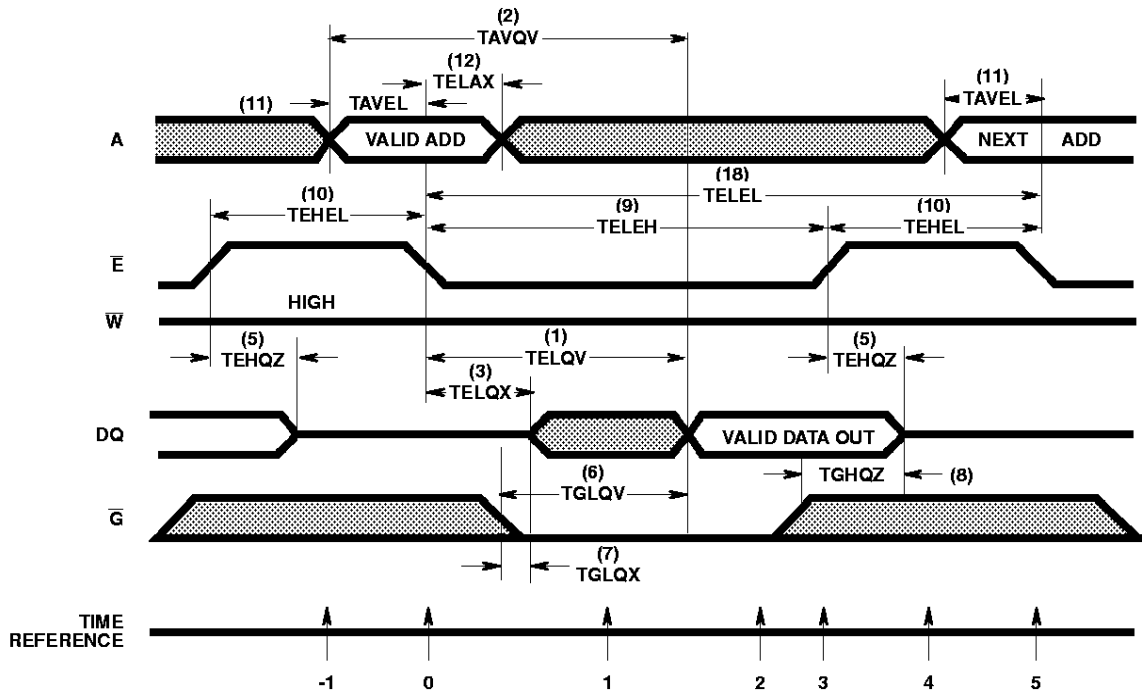 (2)
TAVQV
(12)
TELAX
(11)
TAVEL
(11)
TAVEL
A
VALID ADD
NEXT
ADD
(18)
TELEL
(10)
TEHEL
(9)
TELEH
(10)
TEHEL
E̅
HIGH
W̅
(5)
TEHQZ
(1)
TELQV
(5)
TEHQZ
(3)
TELQX
DQ
VALID DATA OUT
(6)
TGLQV
TGHQZ
(8)
G̅
(7)
TGLQX
TIME
REFERENCE
-1 0 1 2 3 4 5